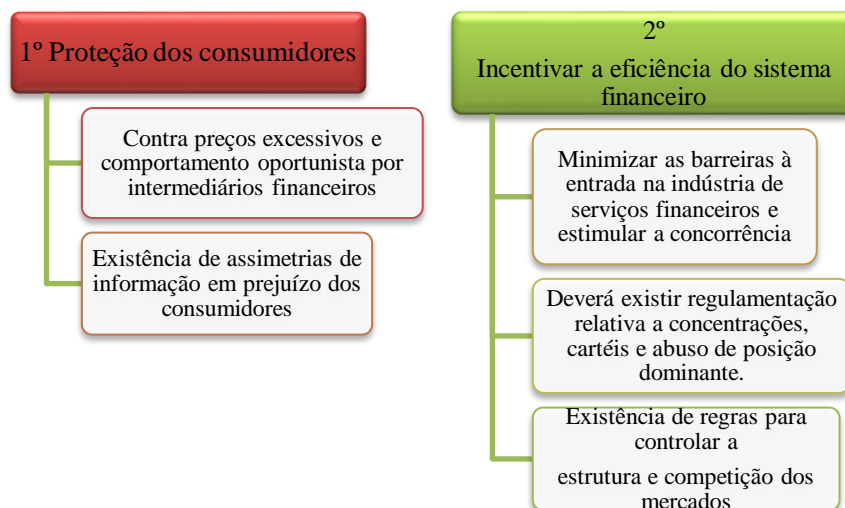 1º Proteção dos consumidores
Contra preços excessivos e
comportamento oportunista por
intermediários financeiros
Existência de assimetrias de
informação em prejuízo dos
consumidores
2º
Incentivar a eficiência do sistema
financeiro
Minimizar as barreiras à
entrada na indústria de
serviços financeiros e
estimular a concorrência
Deverá existir regulamentação
relativa a concentrações,
cartéis e abuso de posição
dominante.
Existência de regras para
controlar a
estrutura e competição dos
mercados